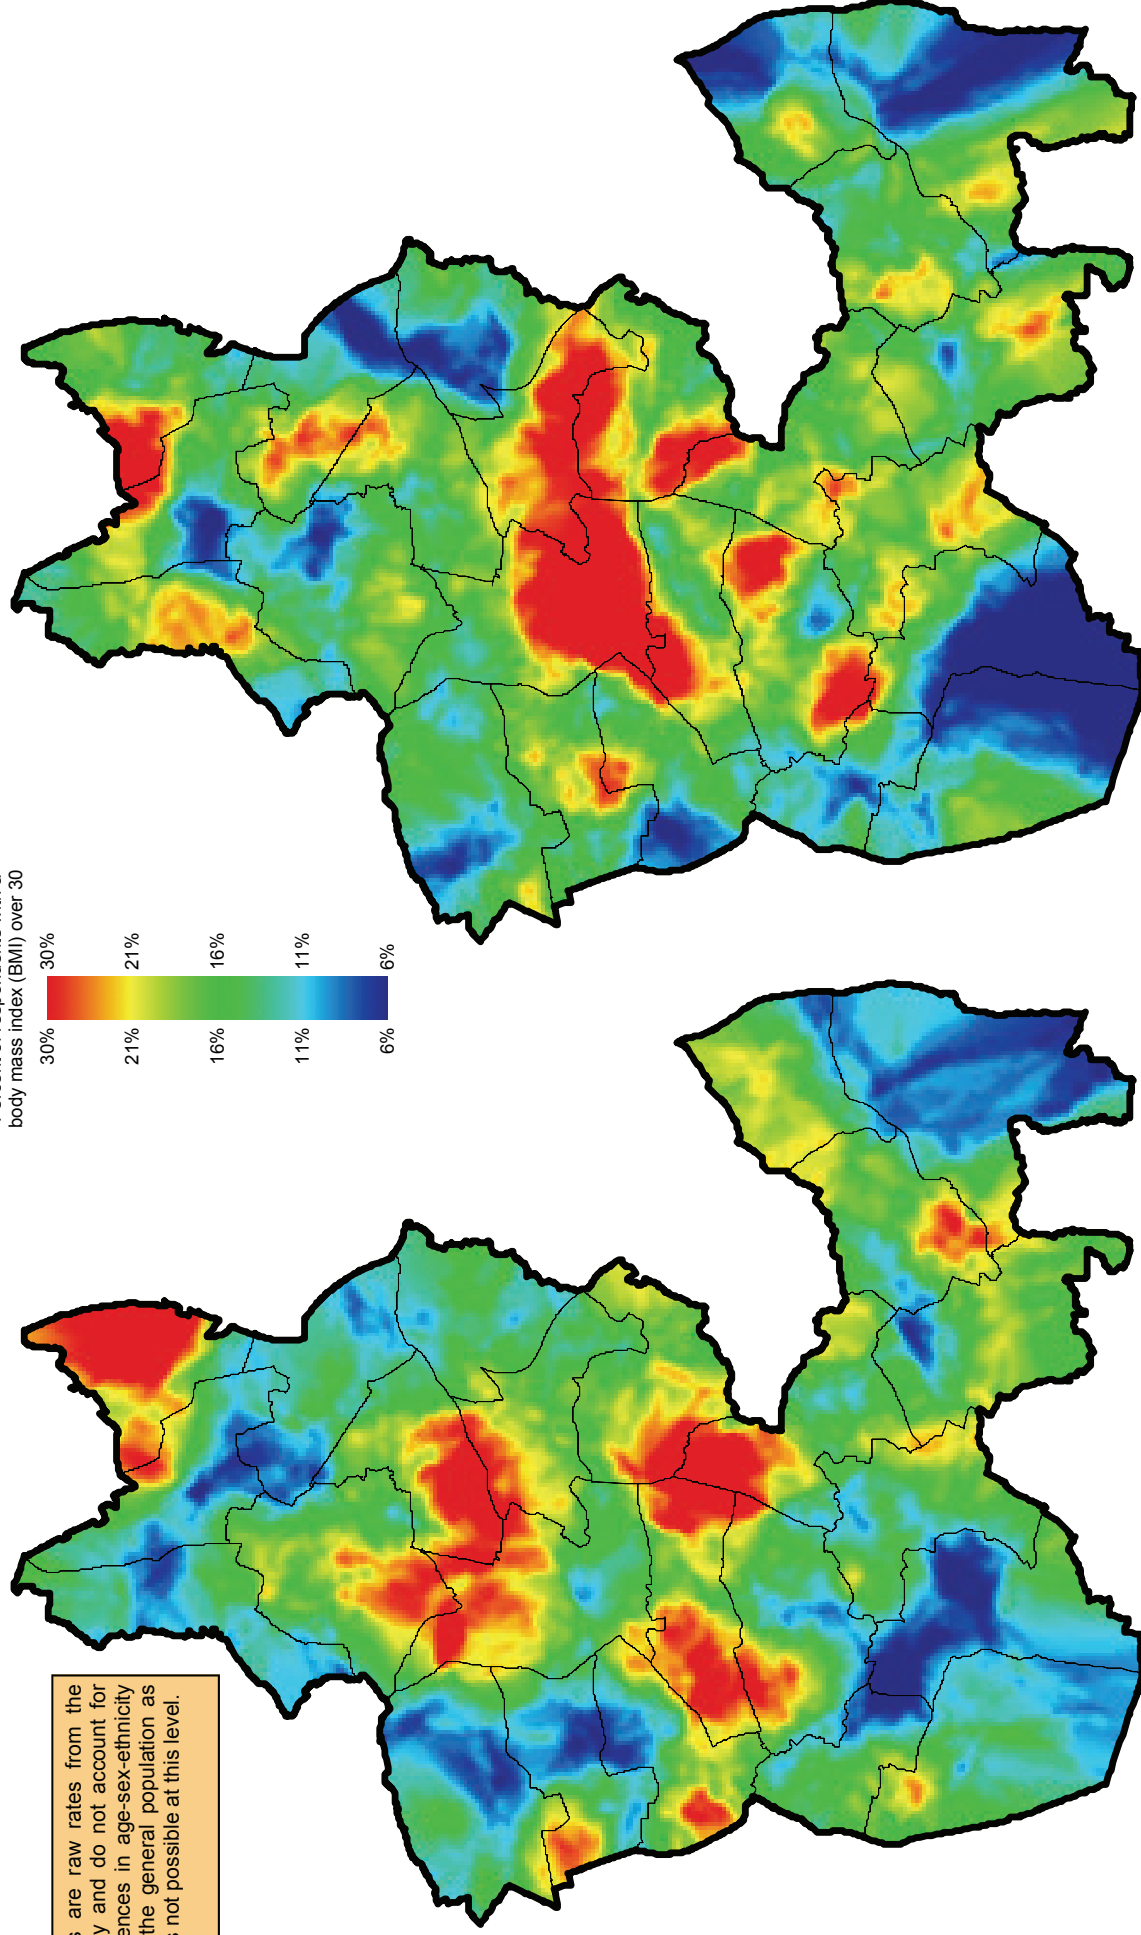 body mass index (BMI) over 30
30%
21%
16%
11%
6%
30%
21%
16%
11%
6%
are raw rates from the
and do not account for
in age-sex-ethnicity
the general population as
not possible at this level.